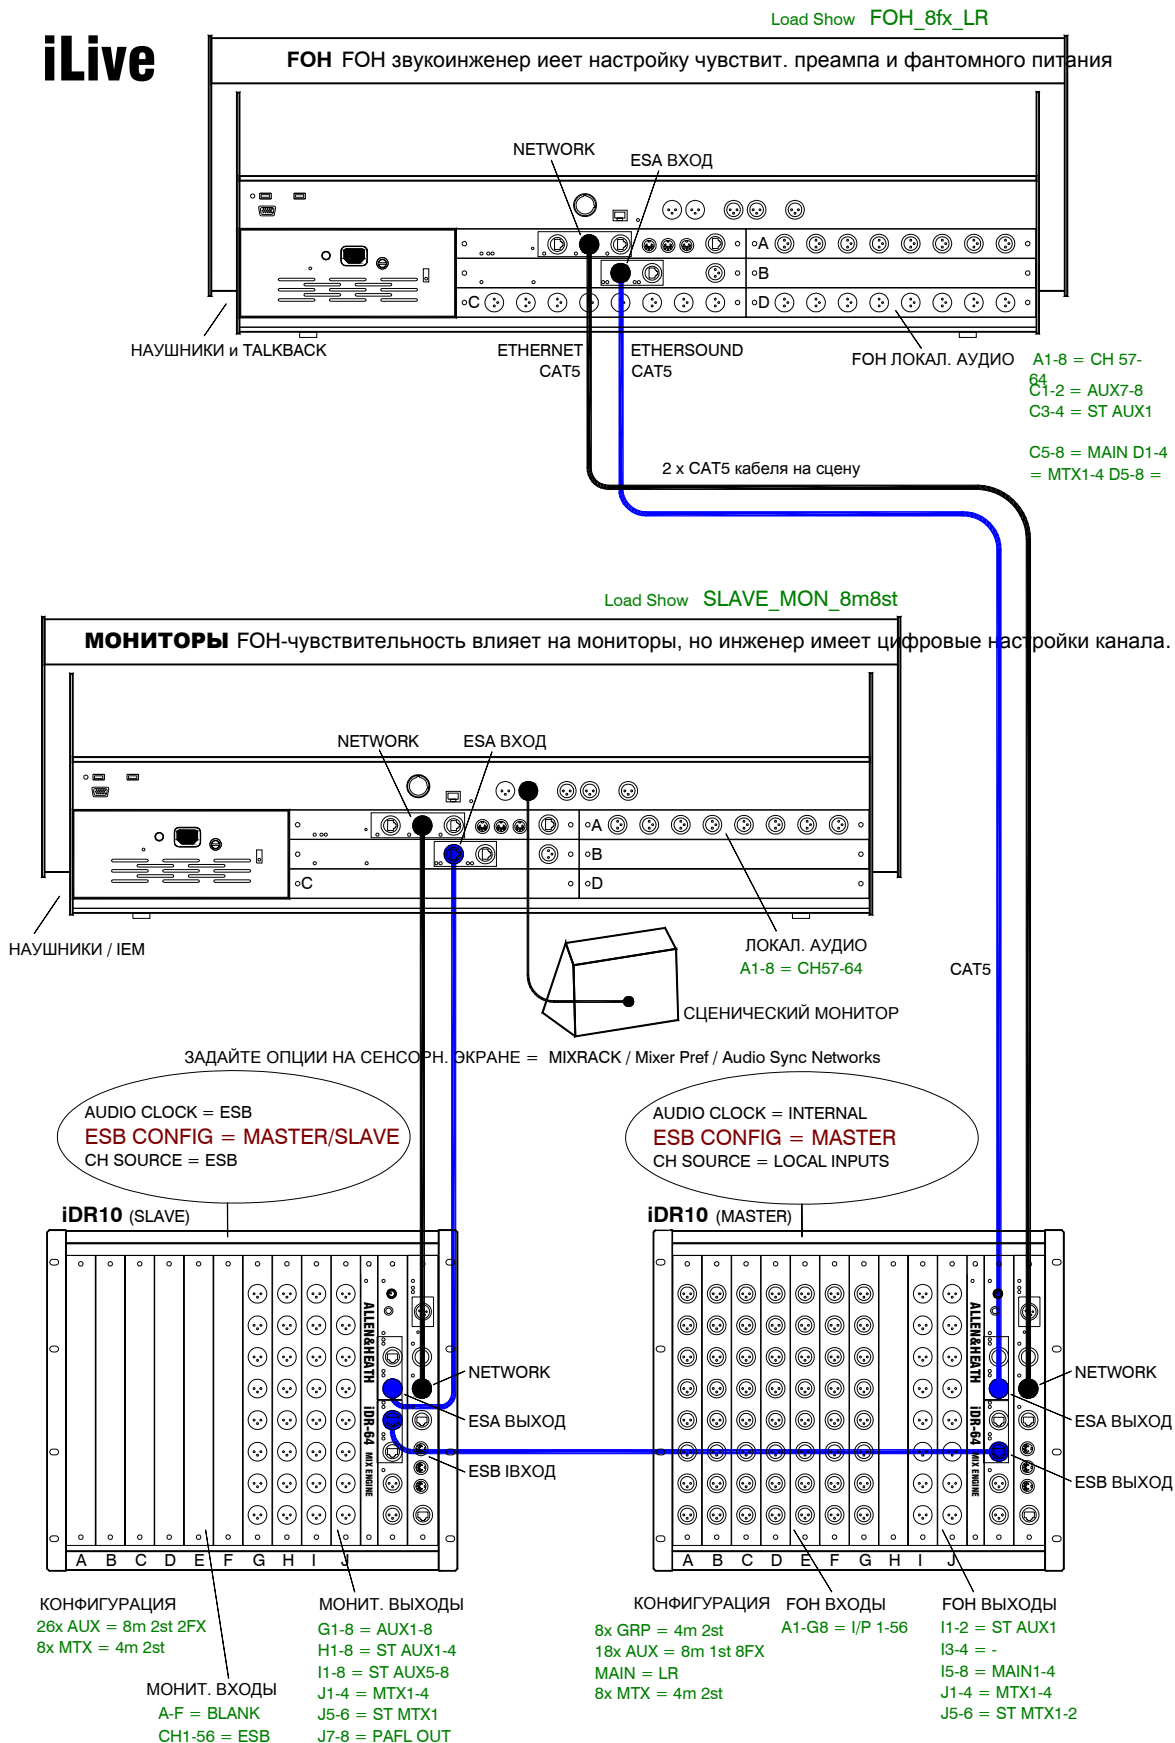 Load Show FOH_8fx_LR
iLive
FOH FOH звукоинженер иеет настройку чувствит. преампа и фантомного питания
NETWORK
ESA ВХОД
A
B
C
D
НАУШНИКИ и TALKBACK
ETHERNET
CAT5
ETHERSOUND
CAT5
FOH ЛОКАЛ. АУДИО
A1-8 = CH 57-
64
C1-2 = AUX7-8
C3-4 = ST AUX1
C5-8 = MAIN D1-4
= MTX1-4 D5-8 =
2 x CAT5 кабеля на сцену
Load Show SLAVE_MON_8m8st
МОНИТОРЫ FOH-чувствительность влияет на мониторы, но инженер имеет цифровые настройки канала.
NETWORK
ESA ВХОД
A
B
C
D
НАУШНИКИ / IEM
ЛОКАЛ. АУДИО
A1-8 = CH57-64
CAT5
СЦЕНИЧЕСКИЙ МОНИТОР
ЗАДАЙТЕ ОПЦИИ НА СЕНСОРН. ЭКРАНЕ = MIXRACK / Mixer Pref / Audio Sync Networks
AUDIO CLOCK = ESB
ESB CONFIG = MASTER/SLAVE
CH SOURCE = ESB
AUDIO CLOCK = INTERNAL
ESB CONFIG = MASTER
CH SOURCE = LOCAL INPUTS
iDR10 (SLAVE)
iDR10 (MASTER)
ALLEN&HEATH
iDR-64 MIX ENGINE
ALLEN&HEATH
iDR-64 MIX ENGINE
NETWORK
ESA ВЫХОД
ESB IВХОД
NETWORK
ESA ВЫХОД
ESB ВЫХОД
A B C D E F G H I J
A B C D E F G H I J
КОНФИГУРАЦИЯ
26x AUX = 8m 2st 2FX
8x MTX = 4m 2st
МОНИТ. ВХОДЫ
A-F = BLANK
CH1-56 = ESB
МОНИТ. ВЫХОДЫ
G1-8 = AUX1-8
H1-8 = ST AUX1-4
I1-8 = ST AUX5-8
J1-4 = MTX1-4
J5-6 = ST MTX1
J7-8 = PAFL OUT
КОНФИГУРАЦИЯ
8x GRP = 4m 2st
18x AUX = 8m 1st 8FX
MAIN = LR
8x MTX = 4m 2st
FOH ВХОДЫ
A1-G8 = I/P 1-56
FOH ВЫХОДЫ
I1-2 = ST AUX1
I3-4 = -
I5-8 = MAIN1-4
J1-4 = MTX1-4
J5-6 = ST MTX1-2